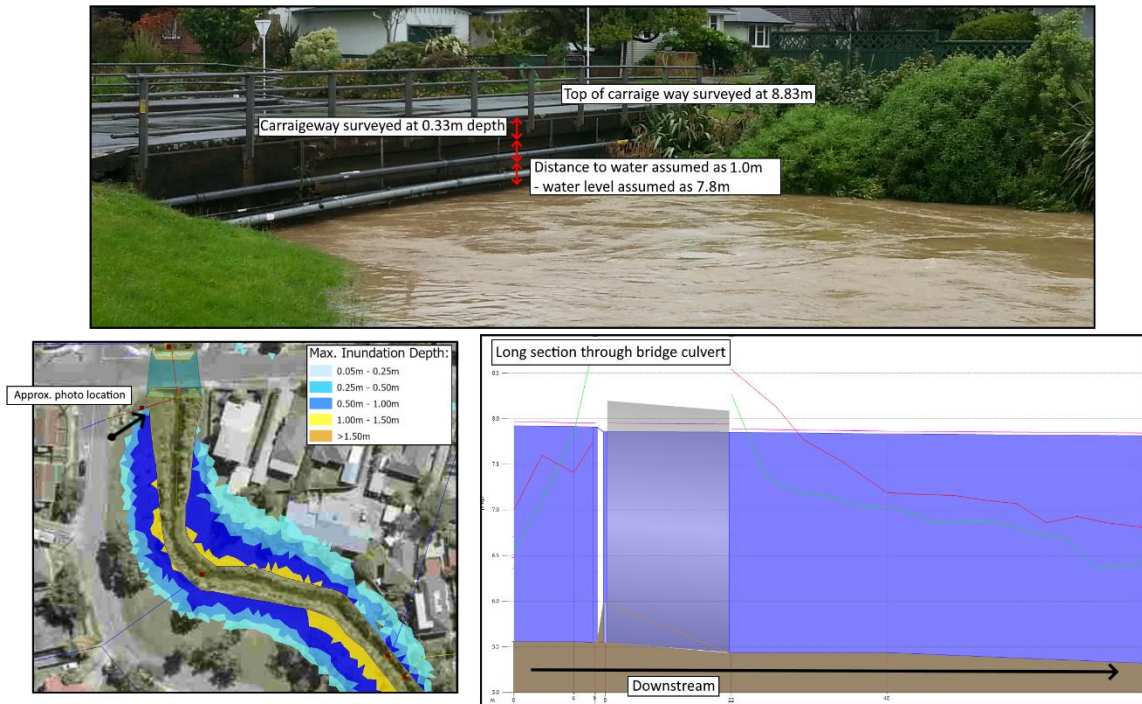 Top of carraige way surveyed at 8.83m
Carraigeway surveyed at 0.33m depth
Distance to water assumed as 1.0m
- water level assumed as 7.8m
Approx. photo location
Max. Inundation Depth:
0.05m - 0.25m
0.25m - 0.50m
0.50m - 1.00m
1.00m - 1.50m
>1.50m
Long section through bridge culvert
8.0
7.5
7.0
6.5
6.0
5.5
5.0
Downstream
m 0 6 0 22 40